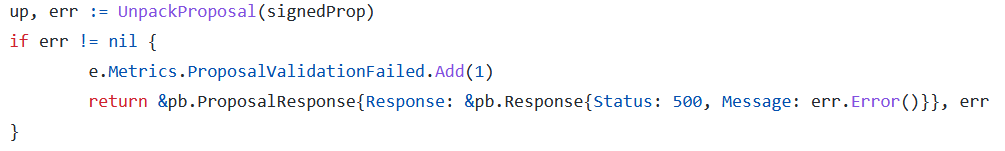 up, err := UnpackProposal(signedProp)
if err != nil {
        e.Metrics.ProposalValidationFailed.Add(1)
        return &pb.ProposalResponse{Response: &pb.Response{Status: 500, Message: err.Error()}}, err
}